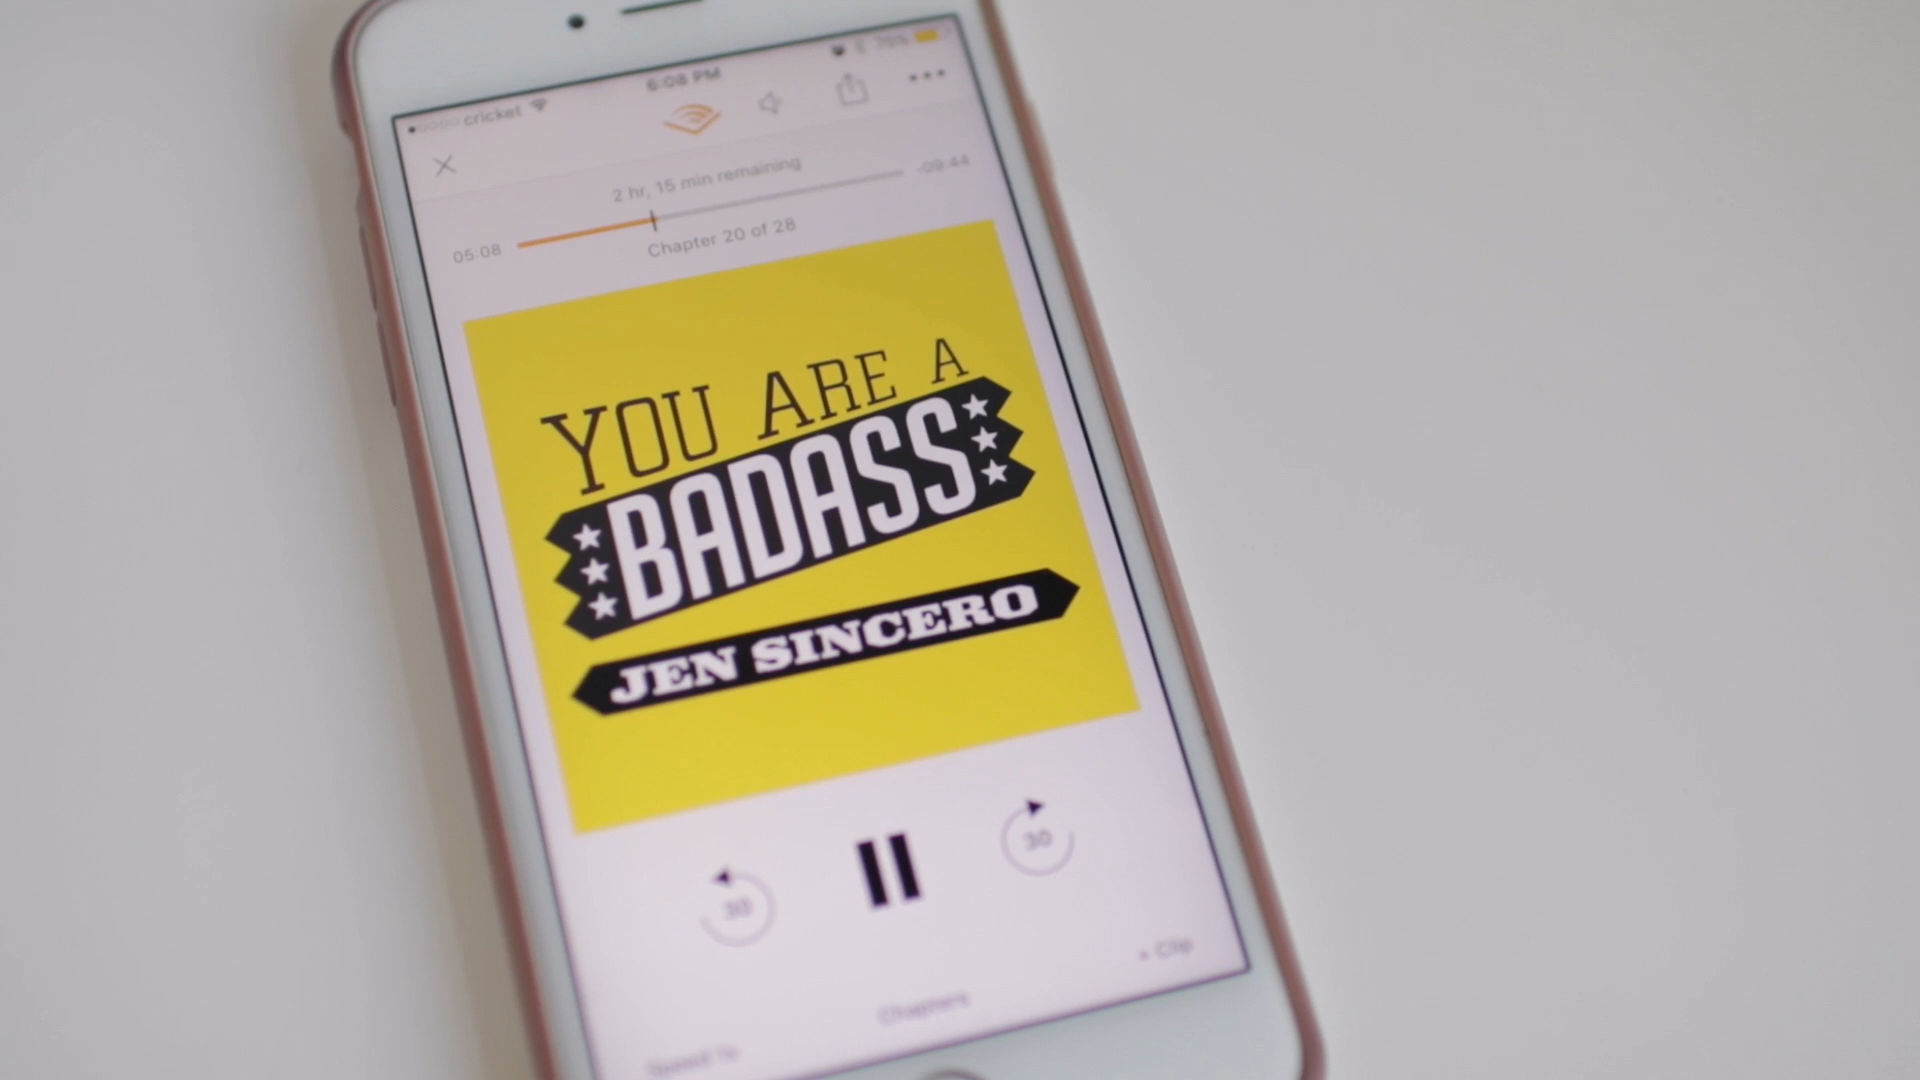 cricket 6:08 PM 75%
2 hr, 15 min remaining
05:08 -09:44
Chapter 20 of 28
YOU ARE A
BADASS
JEN SINCERO
30 30
+ Clip
Chapters